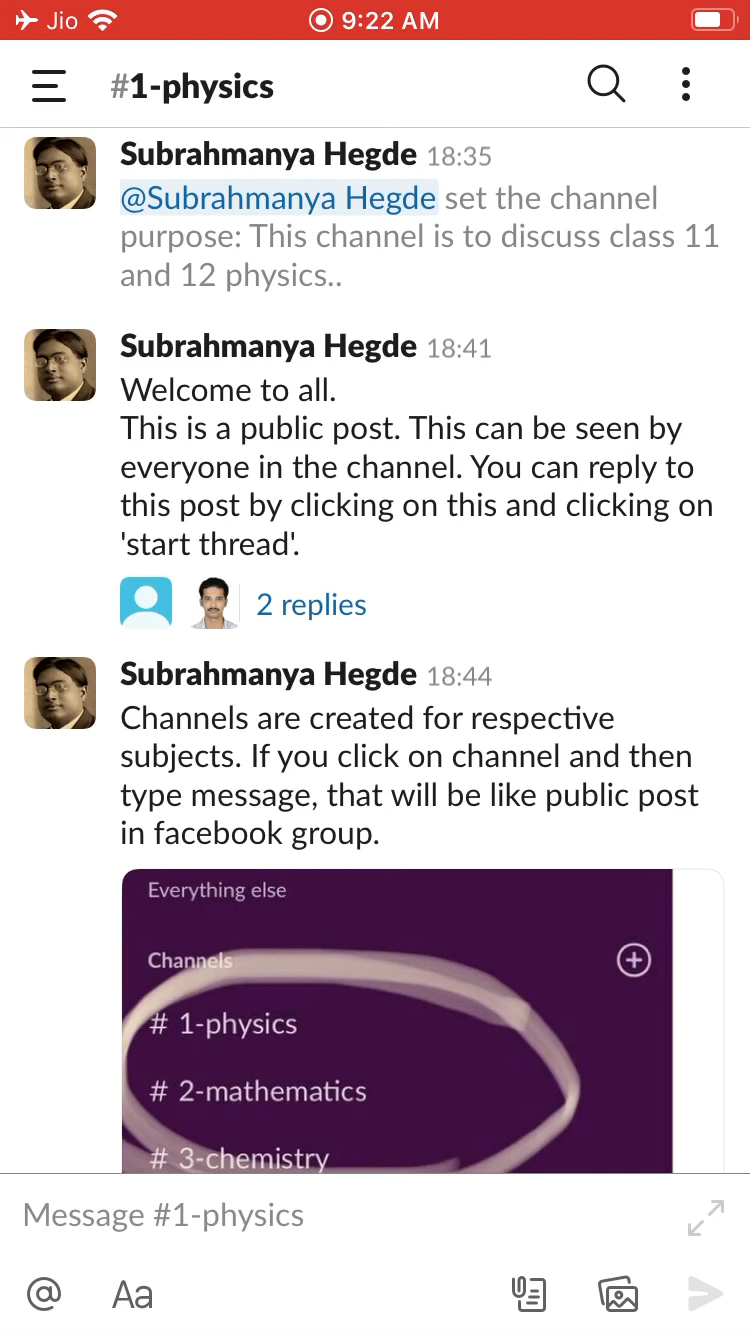 Jio 9:22 AM
#1-physics
Subrahmanya Hegde 18:35
@Subrahmanya Hegde set the channel
purpose: This channel is to discuss class 11
and 12 physics..
Subrahmanya Hegde 18:41
Welcome to all.
This is a public post. This can be seen by
everyone in the channel. You can reply to
this post by clicking on this and clicking on
'start thread'.
2 replies
Subrahmanya Hegde 18:44
Channels are created for respective
subjects. If you click on channel and then
type message, that will be like public post
in facebook group.
Everything else
Channels
# 1-physics
# 2-mathematics
# 3-chemistry
Message #1-physics
@ Aa